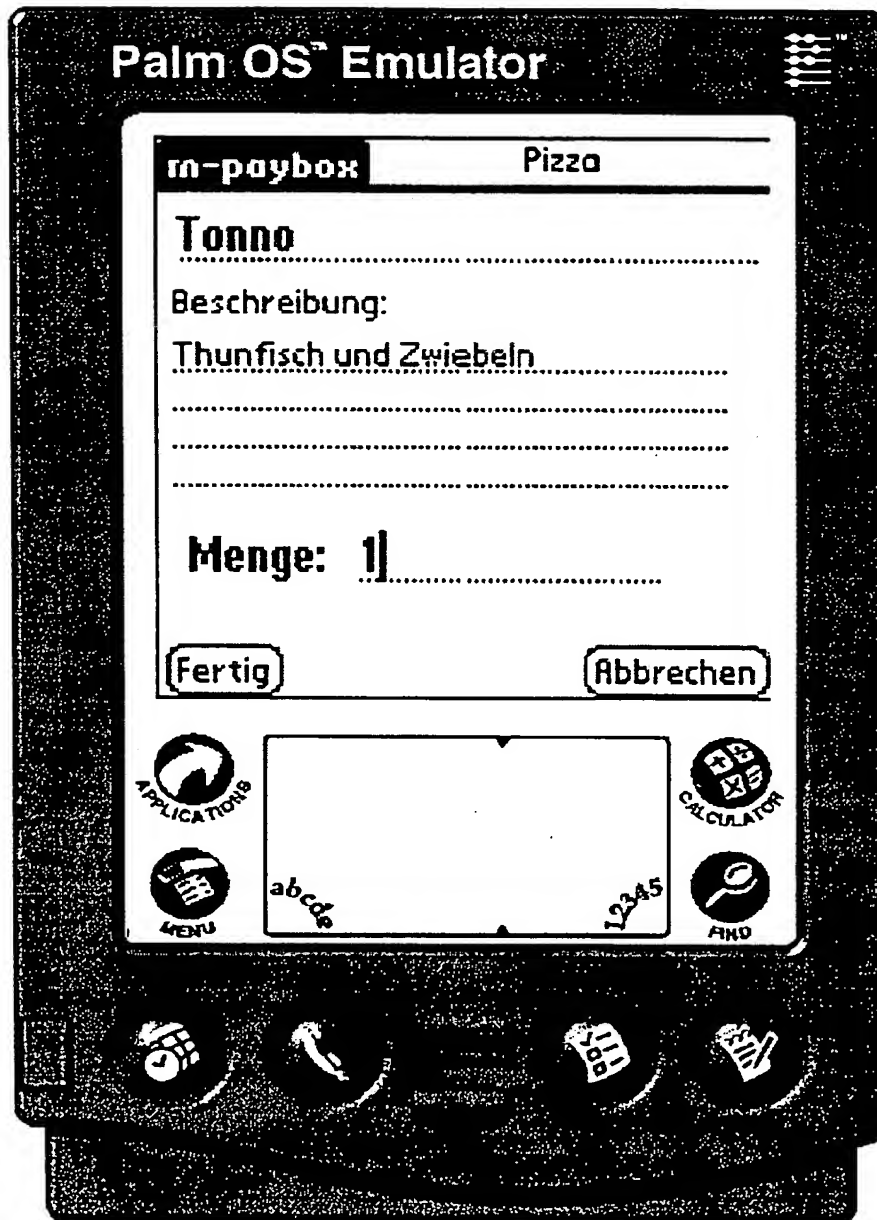 Palm OS™ Emulator
™
m-paybox Pizza
Tonno
Beschreibung:
Thunfisch und Zwiebeln
Menge: 1
Fertig Abbrechen
APPLICATIONS CALCULATOR
abcde 12345
MENU FIND